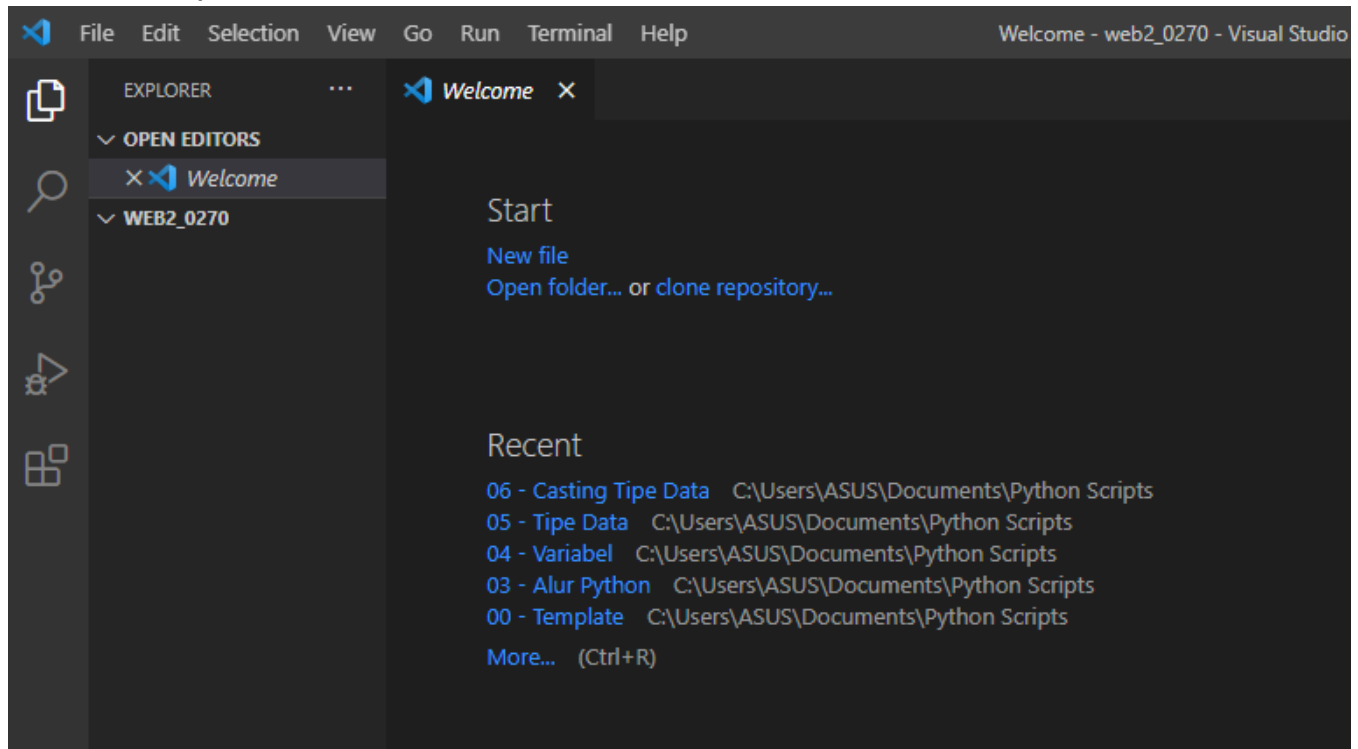 File Edit Selection View Go Run Terminal Help Welcome - web2_0270 - Visual Studio
EXPLORER ... Welcome
OPEN EDITORS
Welcome
WEB2_0270
Start
New file
Open folder... or clone repository...
Recent
06 - Casting Tipe Data C:\Users\ASUS\Documents\Python Scripts
05 - Tipe Data C:\Users\ASUS\Documents\Python Scripts
04 - Variabel C:\Users\ASUS\Documents\Python Scripts
03 - Alur Python C:\Users\ASUS\Documents\Python Scripts
00 - Template C:\Users\ASUS\Documents\Python Scripts
More... (Ctrl+R)